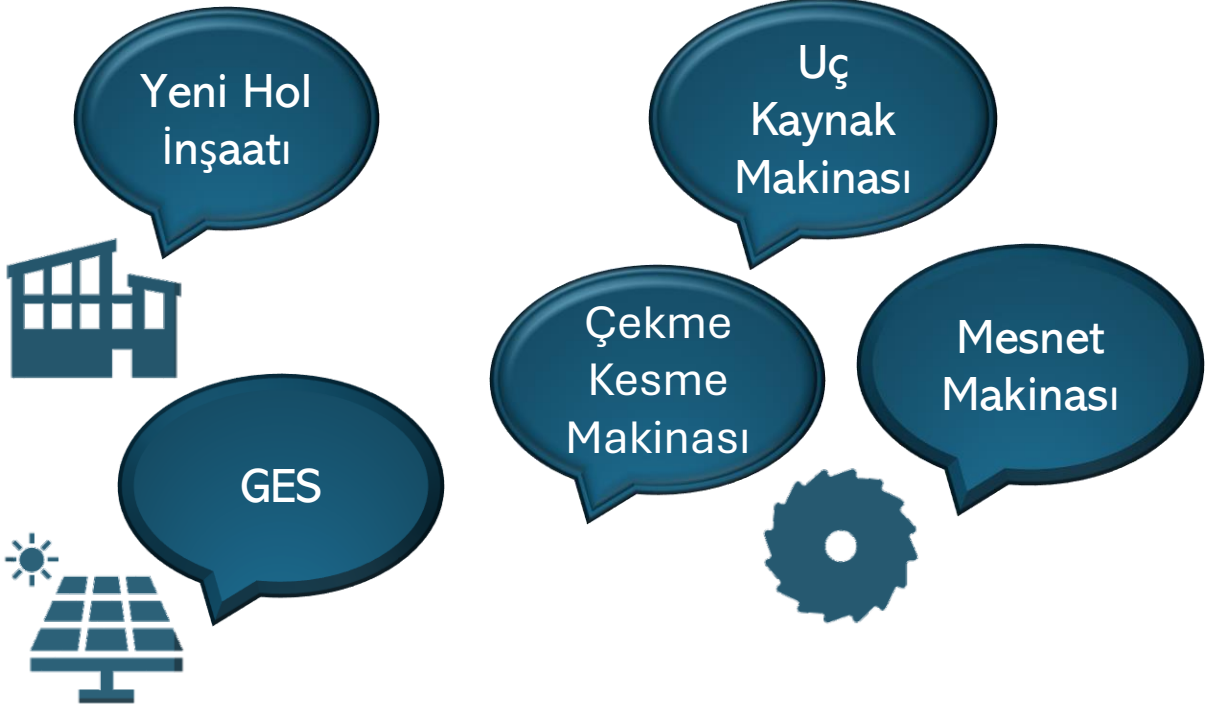 Yeni Hol
İnşaatı
Uç
Kaynak
Makinası
Çekme
Kesme
Makinası
Mesnet
Makinası
GES